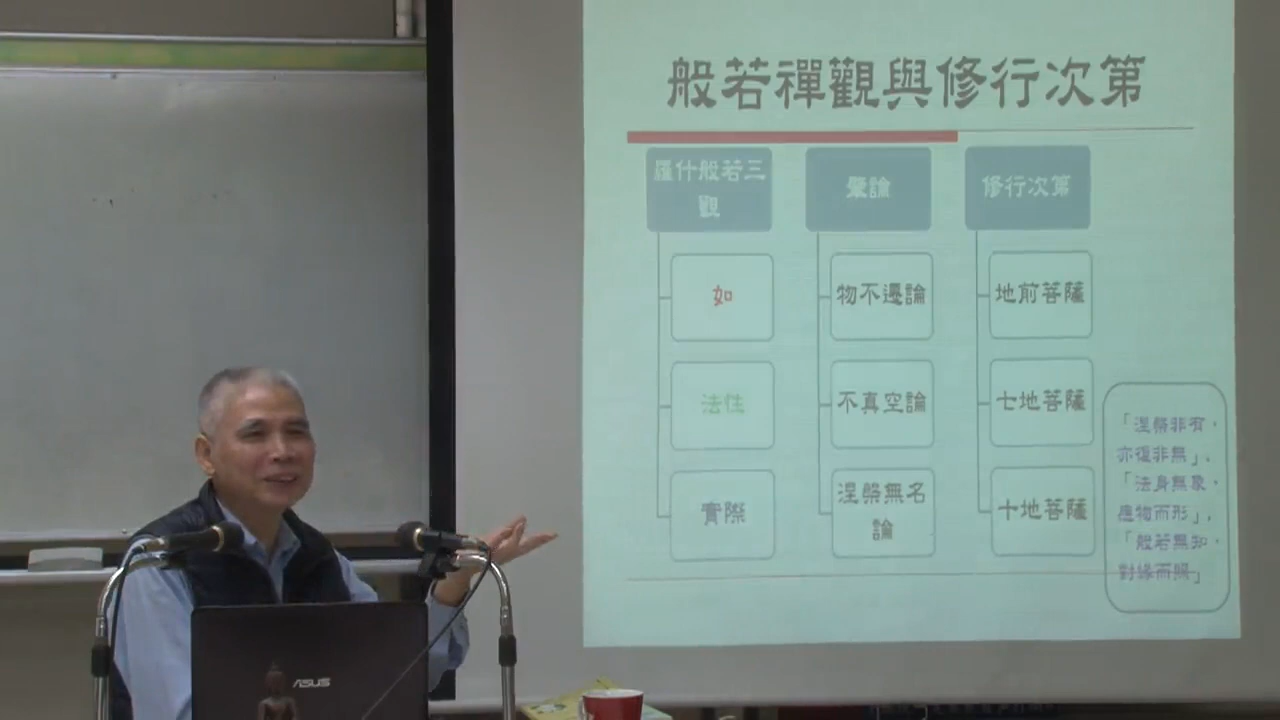 般若禪觀與修行次第
羅什般若三
觀
肇論
修行次第
如
物不遷論
地前菩薩
法住
不真空論
七地菩薩
實際
涅槃無名
論
十地菩薩
「涅槃非有，
亦復非無」，
「法身無象，
應物而形」，
「般若無知，
對緣而照」
ASUS